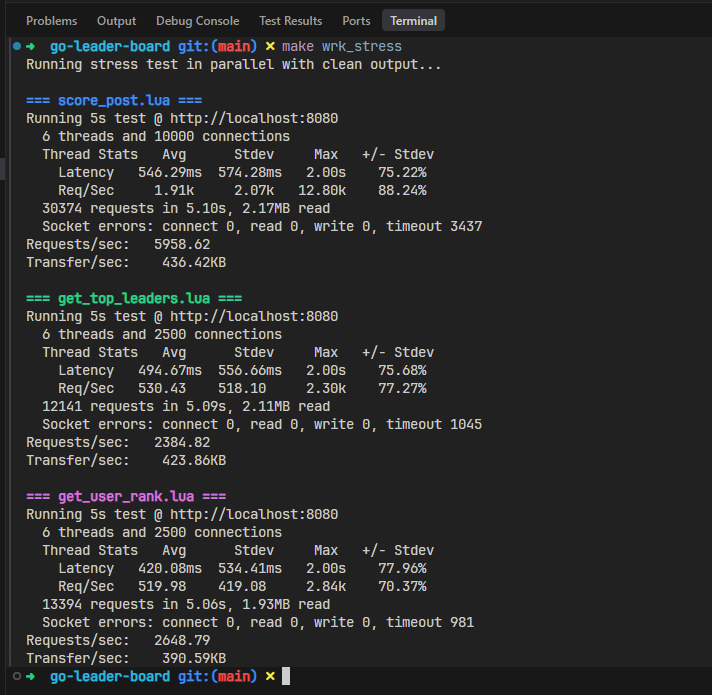 Problems Output Debug Console Test Results Ports Terminal
➜ go-leader-board git:(main) ✗ make wrk_stress
Running stress test in parallel with clean output...
=== score_post.lua ===
Running 5s test @ http://localhost:8080
6 threads and 10000 connections
Thread Stats Avg Stdev Max +/- Stdev
Latency 546.29ms 574.28ms 2.00s 75.22%
Req/Sec 1.91k 2.07k 12.80k 88.24%
30374 requests in 5.10s, 2.17MB read
Socket errors: connect 0, read 0, write 0, timeout 3437
Requests/sec: 5958.62
Transfer/sec: 436.42KB
=== get_top_leaders.lua ===
Running 5s test @ http://localhost:8080
6 threads and 2500 connections
Thread Stats Avg Stdev Max +/- Stdev
Latency 494.67ms 556.66ms 2.00s 75.68%
Req/Sec 530.43 518.10 2.30k 77.27%
12141 requests in 5.09s, 2.11MB read
Socket errors: connect 0, read 0, write 0, timeout 1045
Requests/sec: 2384.82
Transfer/sec: 423.86KB
=== get_user_rank.lua ===
Running 5s test @ http://localhost:8080
6 threads and 2500 connections
Thread Stats Avg Stdev Max +/- Stdev
Latency 420.08ms 534.41ms 2.00s 77.96%
Req/Sec 519.98 419.08 2.84k 70.37%
13394 requests in 5.06s, 1.93MB read
Socket errors: connect 0, read 0, write 0, timeout 981
Requests/sec: 2648.79
Transfer/sec: 390.59KB
➜ go-leader-board git:(main) ✗